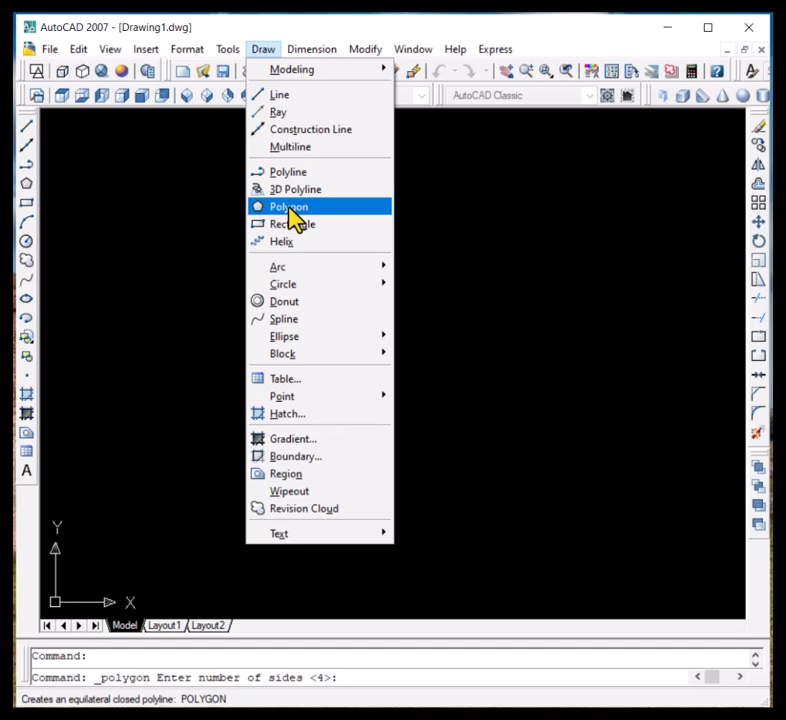 AutoCAD 2007 - [Drawing1.dwg]
File Edit View Insert Format Tools Draw Dimension Modify Window Help Express
Modeling
AutoCAD Classic
Line
Ray
Construction Line
Multiline
Polyline
3D Polyline
Polygon
Rectangle
Helix
Arc
Circle
Donut
Spline
Ellipse
Block
Table...
Point
Hatch...
Gradient...
Boundary...
Region
Wipeout
Revision Cloud
Text
A
Y
X
Model Layout1 Layout2
Command:
Command: _polygon Enter number of sides <4>:
Creates an equilateral closed polyline: POLYGON